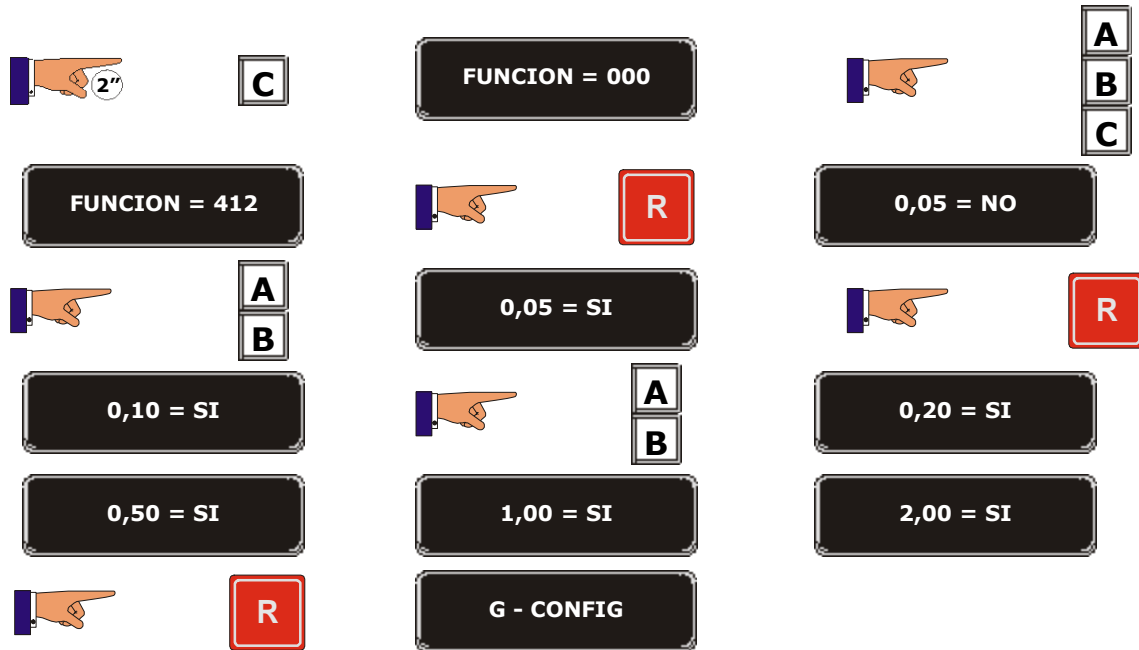 2”
C
FUNCION = 000
A
B
C
FUNCION = 412
R
0,05 = NO
A
B
0,05 = SI
R
0,10 = SI
A
B
0,20 = SI
0,50 = SI
1,00 = SI
2,00 = SI
R
G - CONFIG